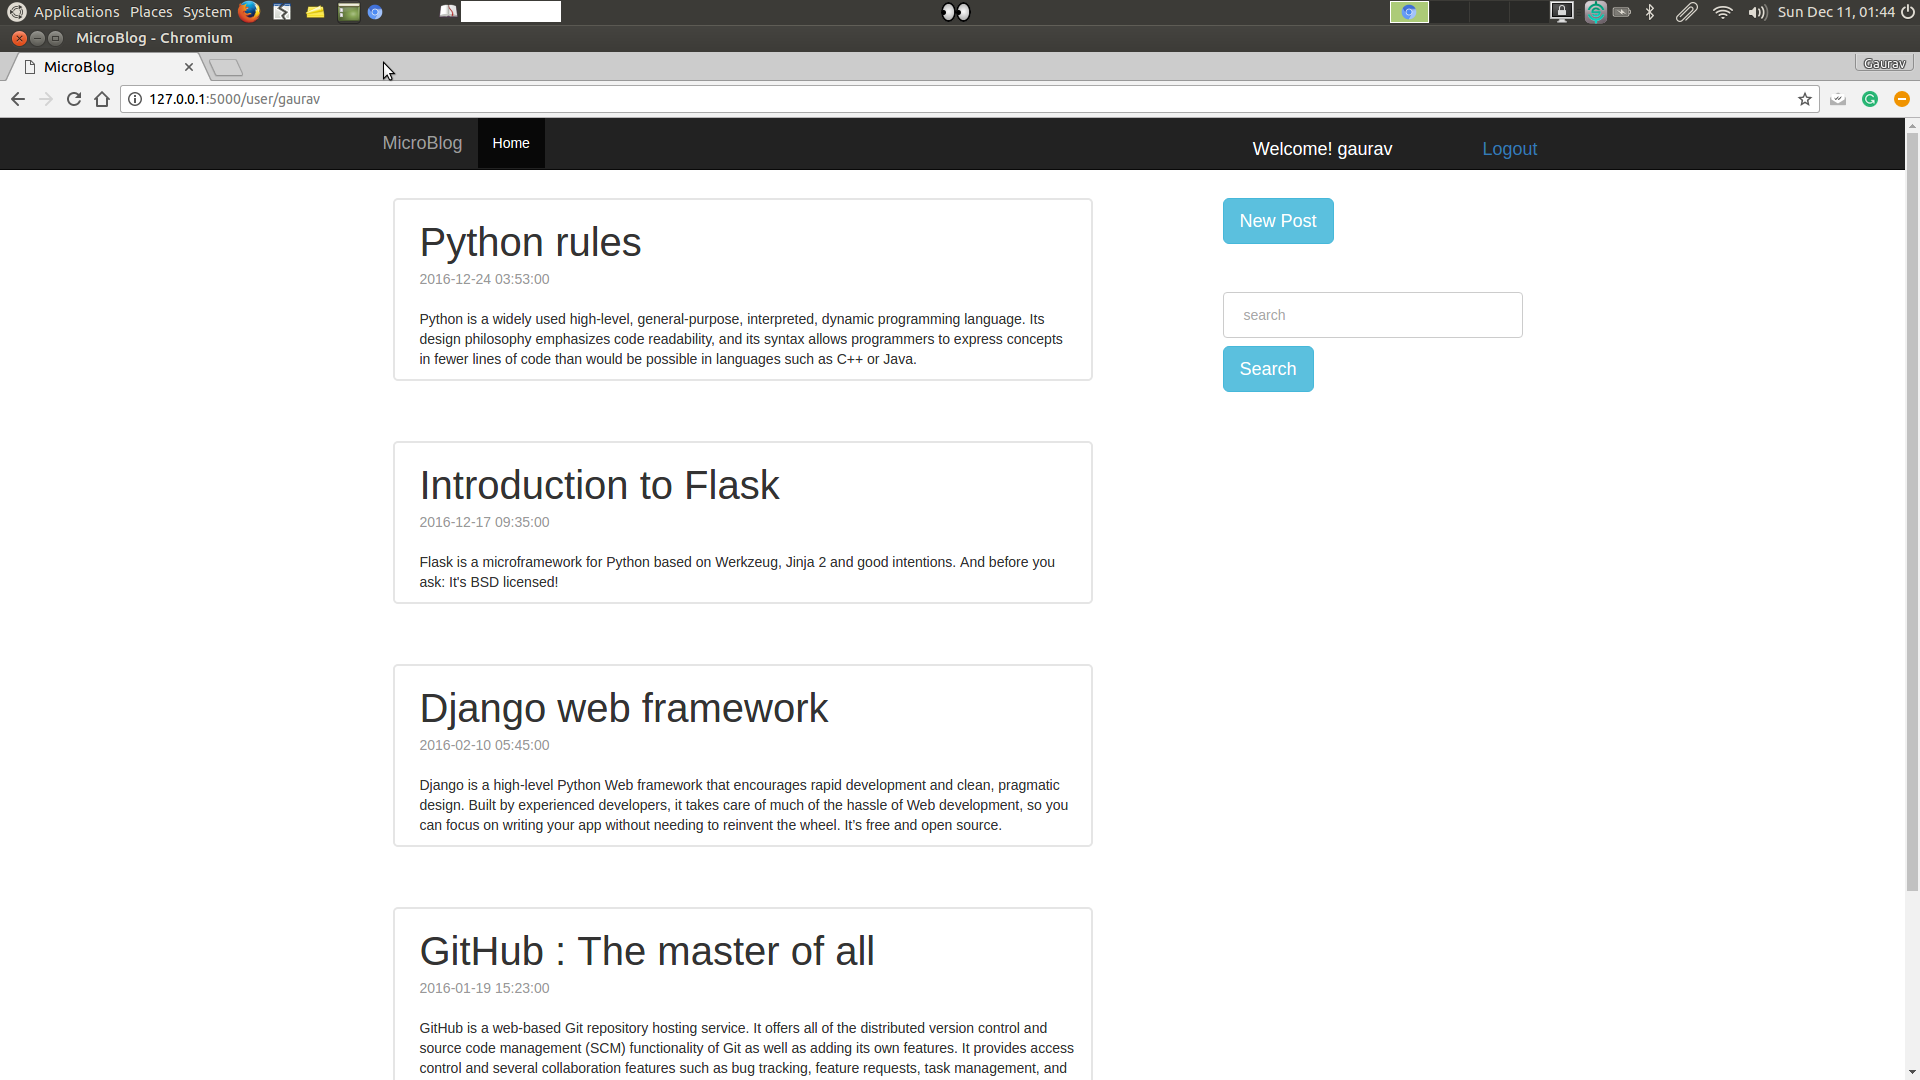 Applications Places System
Sun Dec 11, 01:44
MicroBlog - Chromium
MicroBlog
Gaurav
127.0.0.1:5000/user/gaurav
MicroBlog
Home
Welcome! gaurav
Logout
Python rules
2016-12-24 03:53:00
Python is a widely used high-level, general-purpose, interpreted, dynamic programming language. Its
design philosophy emphasizes code readability, and its syntax allows programmers to express concepts
in fewer lines of code than would be possible in languages such as C++ or Java.
New Post
search
Search
Introduction to Flask
2016-12-17 09:35:00
Flask is a microframework for Python based on Werkzeug, Jinja 2 and good intentions. And before you
ask: It's BSD licensed!
Django web framework
2016-02-10 05:45:00
Django is a high-level Python Web framework that encourages rapid development and clean, pragmatic
design. Built by experienced developers, it takes care of much of the hassle of Web development, so you
can focus on writing your app without needing to reinvent the wheel. It’s free and open source.
GitHub : The master of all
2016-01-19 15:23:00
GitHub is a web-based Git repository hosting service. It offers all of the distributed version control and
source code management (SCM) functionality of Git as well as adding its own features. It provides access
control and several collaboration features such as bug tracking, feature requests, task management, and